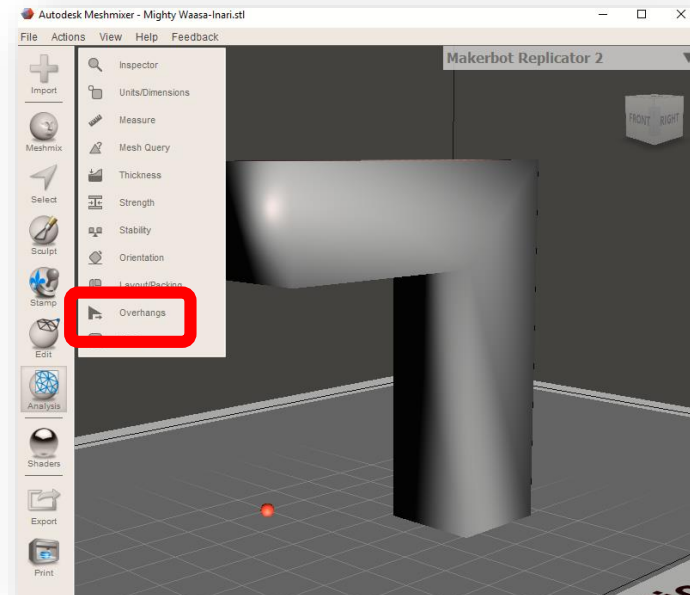 Autodesk Meshmixer - Mighty Waasa-Inari.stl
File Actions View Help Feedback
Makerbot Replicator 2
Import
Meshmix
Select
Sculpt
Stamp
Edit
Analysis
Shaders
Export
Print
Inspector
Units/Dimensions
Measure
Mesh Query
Thickness
Strength
Stability
Orientation
Layout/Packing
Overhangs
FRONT RIGHT